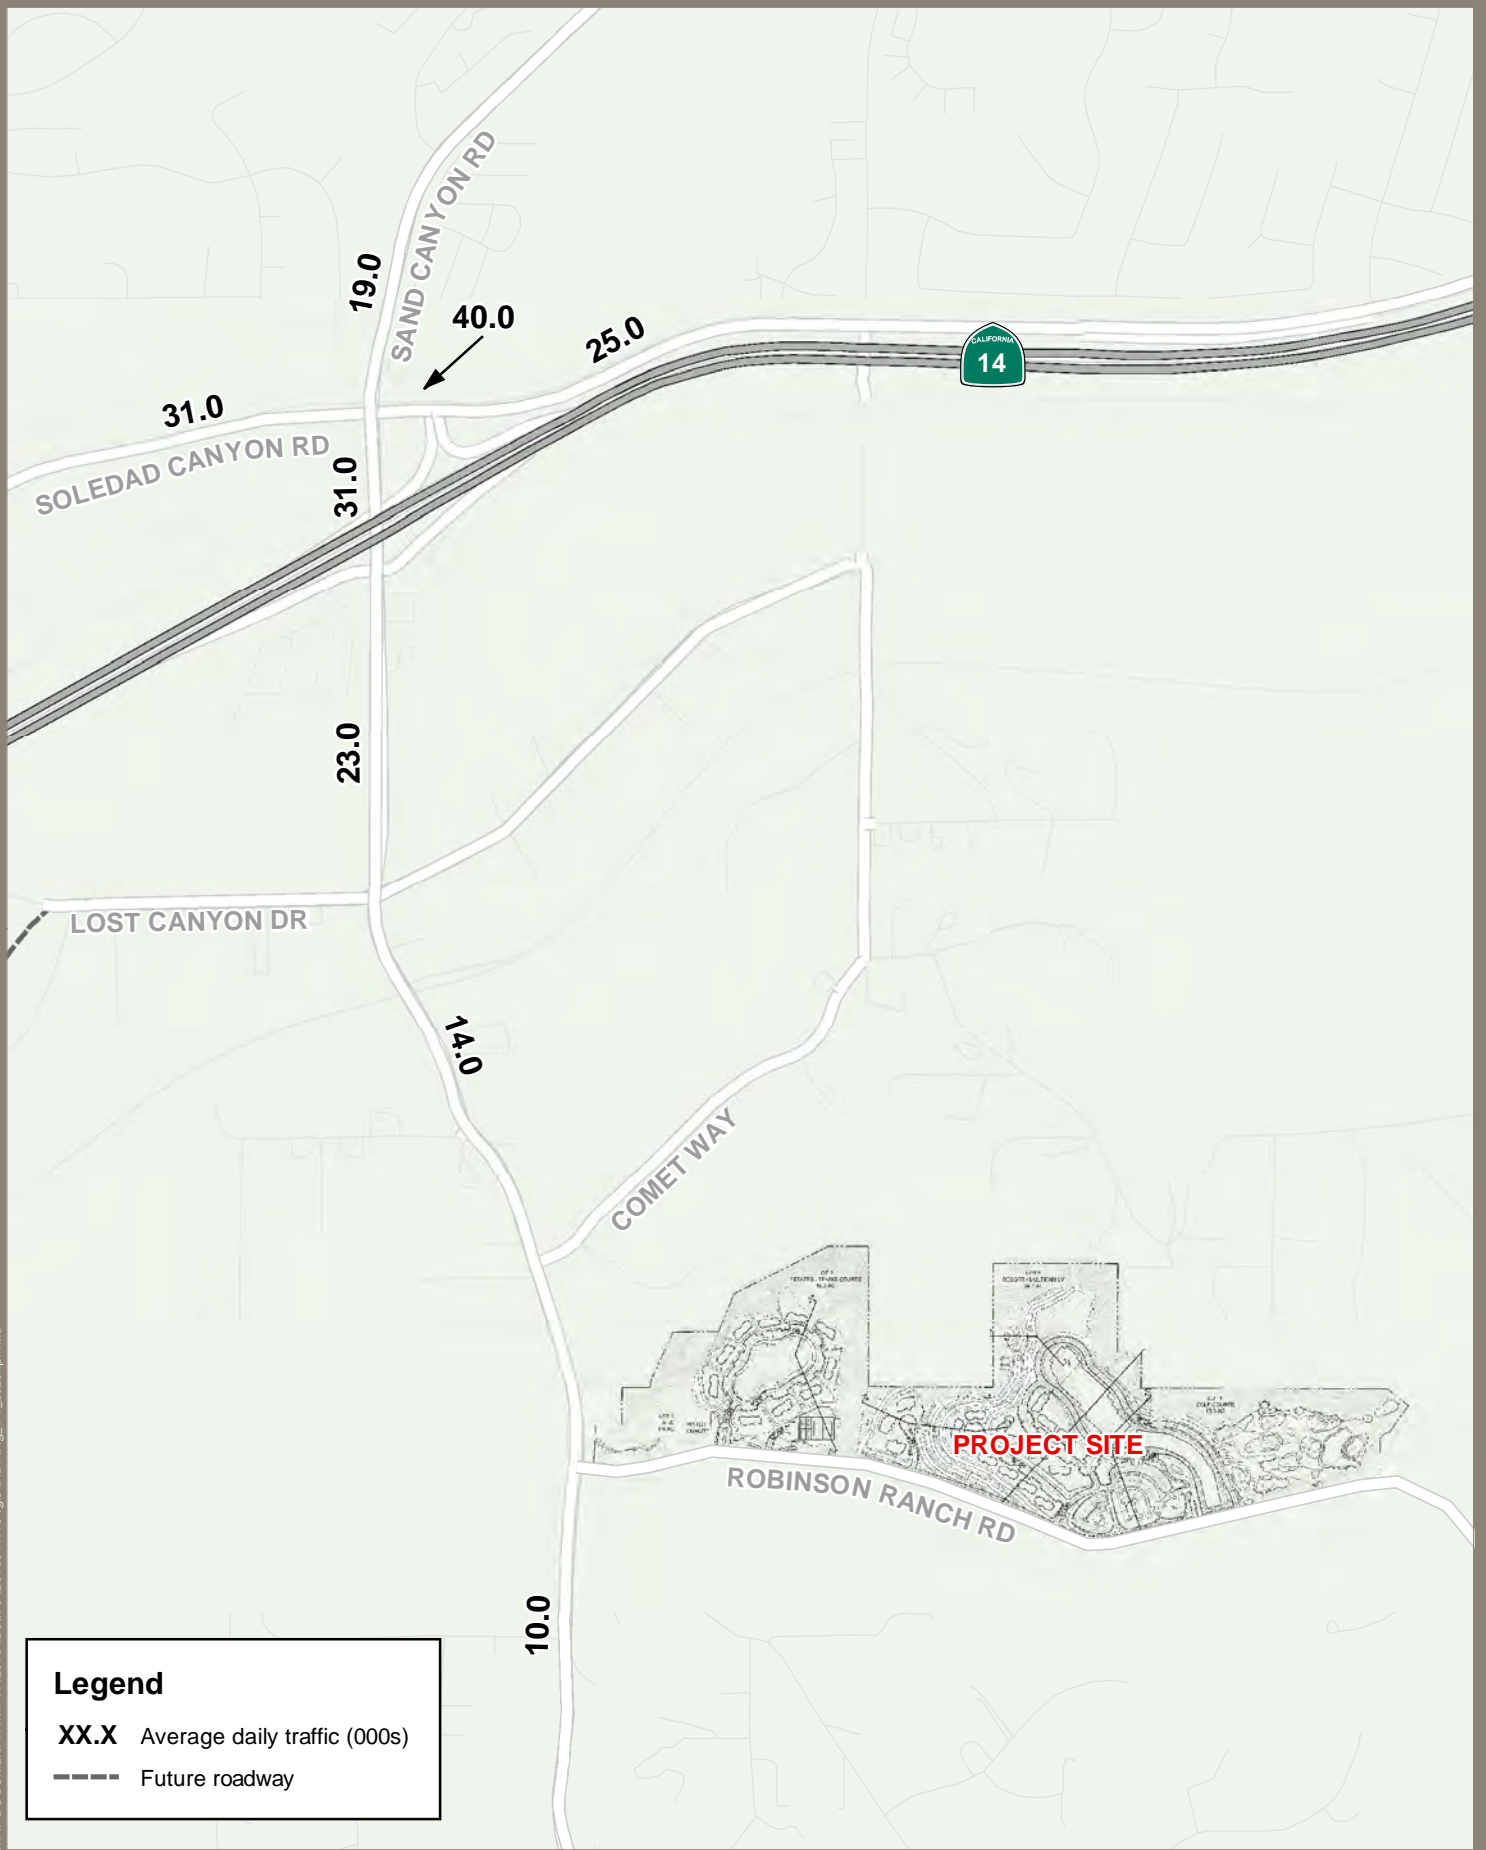 SAND CANYON RD
19.0
40.0
25.0
CALIFORNIA
14
31.0
SOLEDAD CANYON RD
31.0
23.0
LOST CANYON DR
14.0
COMET WAY
PROJECT SITE
ROBINSON RANCH RD
10.0
Legend
XX.X Average daily traffic (000s)
Future roadway